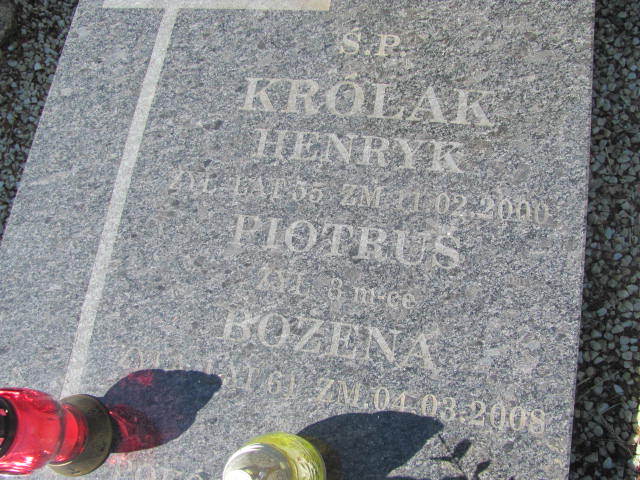 Ś.P.
KRÓLAK
HENRYK
ŻYŁ LAT 55 ZM 11.02.2000
PIOTRUŚ
ŻYŁ 3 m-ce
BOŻENA
ŻYŁA LAT 61 ZM. 04.03.2008